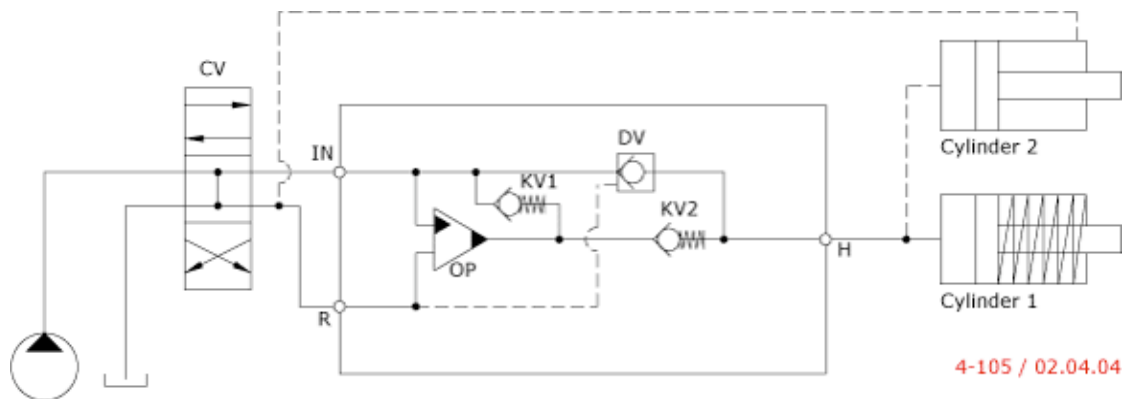 CV
IN
DV
KV1
KV2
OP
H
R
Cylinder 2
Cylinder 1
4-105 / 02.04.04